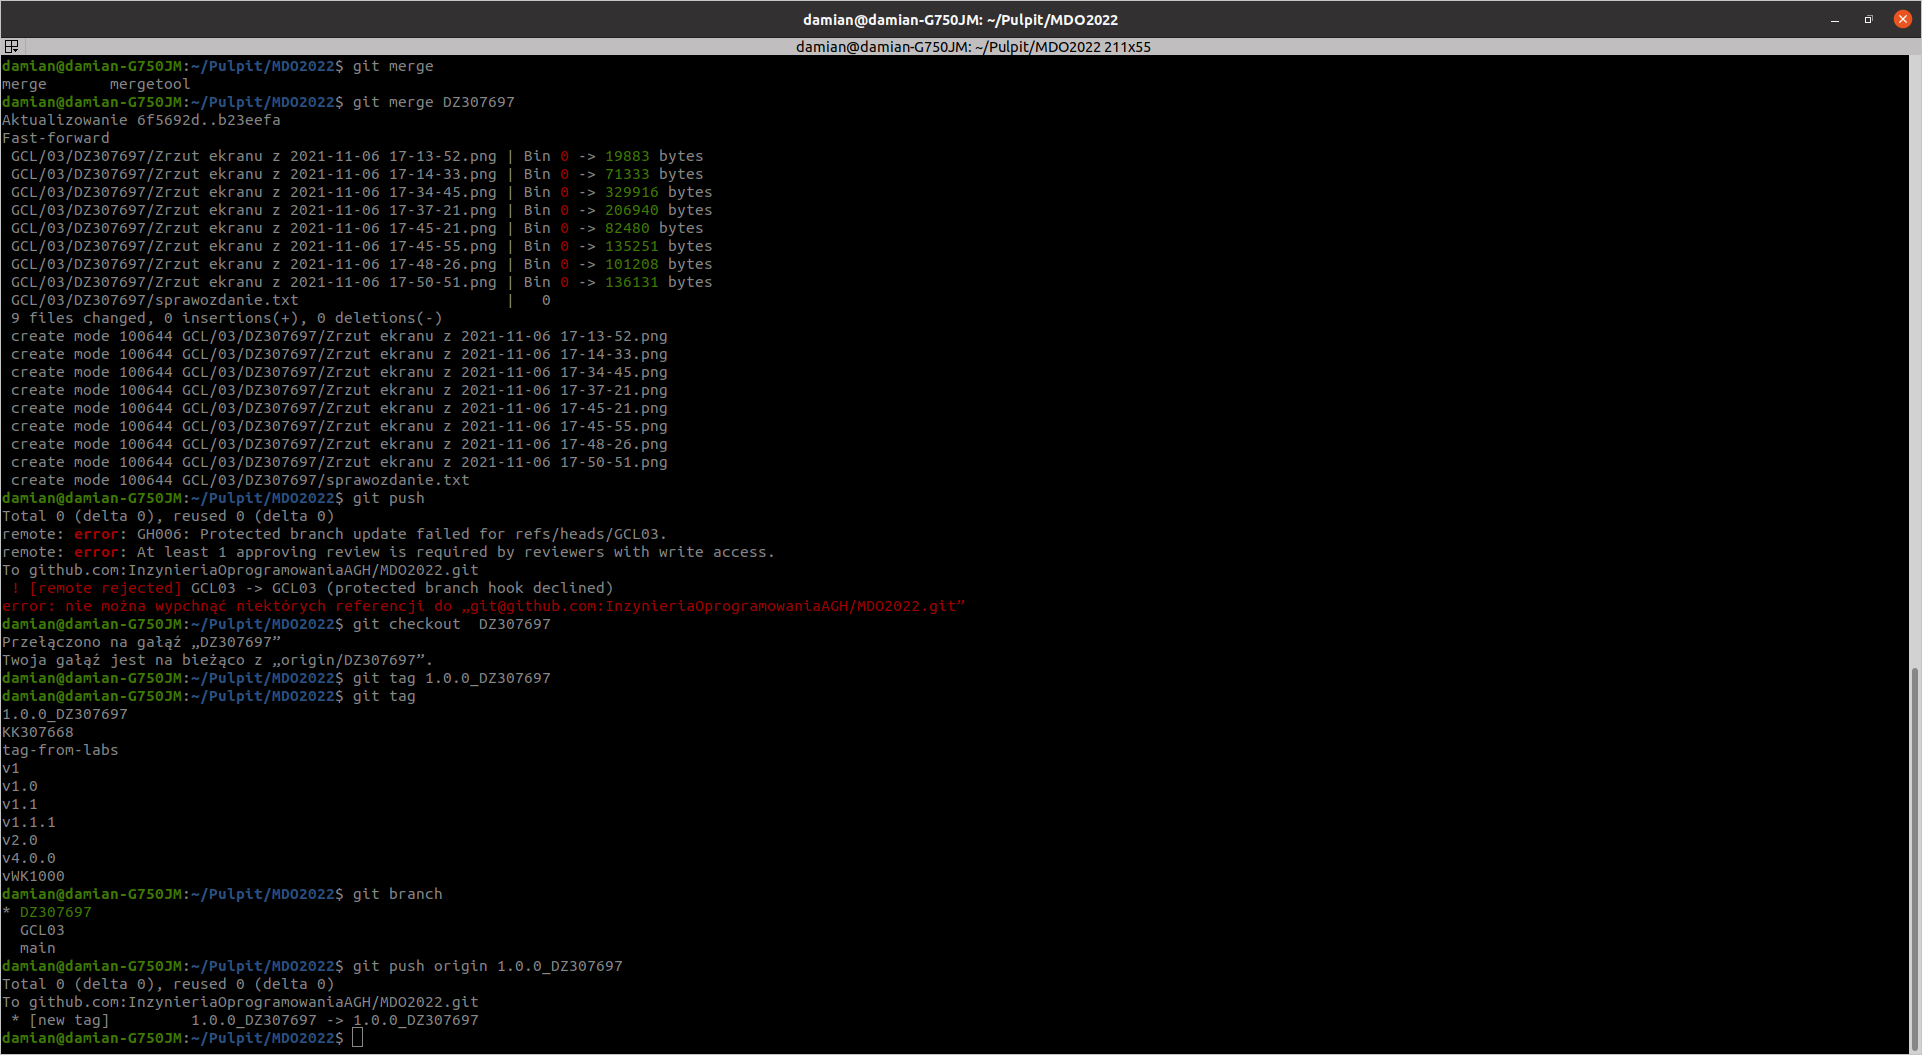 damian@damian-G750JM: ~/Pulpit/MDO2022
damian@damian-G750JM: ~/Pulpit/MDO2022 211x55
damian@damian-G750JM:~/Pulpit/MDO2022$ git merge
merge       mergetool
damian@damian-G750JM:~/Pulpit/MDO2022$ git merge DZ307697
Aktualizowanie 6f5692d..b23eefa
Fast-forward
 GCL/03/DZ307697/Zrzut ekranu z 2021-11-06 17-13-52.png | Bin 0 -> 19883 bytes
 GCL/03/DZ307697/Zrzut ekranu z 2021-11-06 17-14-33.png | Bin 0 -> 71333 bytes
 GCL/03/DZ307697/Zrzut ekranu z 2021-11-06 17-34-45.png | Bin 0 -> 329916 bytes
 GCL/03/DZ307697/Zrzut ekranu z 2021-11-06 17-37-21.png | Bin 0 -> 206940 bytes
 GCL/03/DZ307697/Zrzut ekranu z 2021-11-06 17-45-21.png | Bin 0 -> 82480 bytes
 GCL/03/DZ307697/Zrzut ekranu z 2021-11-06 17-45-55.png | Bin 0 -> 135251 bytes
 GCL/03/DZ307697/Zrzut ekranu z 2021-11-06 17-48-26.png | Bin 0 -> 101208 bytes
 GCL/03/DZ307697/Zrzut ekranu z 2021-11-06 17-50-51.png | Bin 0 -> 136131 bytes
 GCL/03/DZ307697/sprawozdanie.txt                       |   0
 9 files changed, 0 insertions(+), 0 deletions(-)
 create mode 100644 GCL/03/DZ307697/Zrzut ekranu z 2021-11-06 17-13-52.png
 create mode 100644 GCL/03/DZ307697/Zrzut ekranu z 2021-11-06 17-14-33.png
 create mode 100644 GCL/03/DZ307697/Zrzut ekranu z 2021-11-06 17-34-45.png
 create mode 100644 GCL/03/DZ307697/Zrzut ekranu z 2021-11-06 17-37-21.png
 create mode 100644 GCL/03/DZ307697/Zrzut ekranu z 2021-11-06 17-45-21.png
 create mode 100644 GCL/03/DZ307697/Zrzut ekranu z 2021-11-06 17-45-55.png
 create mode 100644 GCL/03/DZ307697/Zrzut ekranu z 2021-11-06 17-48-26.png
 create mode 100644 GCL/03/DZ307697/Zrzut ekranu z 2021-11-06 17-50-51.png
 create mode 100644 GCL/03/DZ307697/sprawozdanie.txt
damian@damian-G750JM:~/Pulpit/MDO2022$ git push
Total 0 (delta 0), reused 0 (delta 0)
remote: error: GH006: Protected branch update failed for refs/heads/GCL03.
remote: error: At least 1 approving review is required by reviewers with write access.
To github.com:InzynieriaOprogramowaniaAGH/MDO2022.git
 ! [remote rejected] GCL03 -> GCL03 (protected branch hook declined)
error: nie można wypchnąć niektórych referencji do „git@github.com:InzynieriaOprogramowaniaAGH/MDO2022.git”
damian@damian-G750JM:~/Pulpit/MDO2022$ git checkout  DZ307697
Przełączono na gałąź „DZ307697”
Twoja gałąź jest na bieżąco z „origin/DZ307697”.
damian@damian-G750JM:~/Pulpit/MDO2022$ git tag 1.0.0_DZ307697
damian@damian-G750JM:~/Pulpit/MDO2022$ git tag
1.0.0_DZ307697
KK307668
tag-from-labs
v1
v1.0
v1.1
v1.1.1
v2.0
v4.0.0
vWK1000
damian@damian-G750JM:~/Pulpit/MDO2022$ git branch
* DZ307697
  GCL03
  main
damian@damian-G750JM:~/Pulpit/MDO2022$ git push origin 1.0.0_DZ307697
Total 0 (delta 0), reused 0 (delta 0)
To github.com:InzynieriaOprogramowaniaAGH/MDO2022.git
 * [new tag]         1.0.0_DZ307697 -> 1.0.0_DZ307697
damian@damian-G750JM:~/Pulpit/MDO2022$